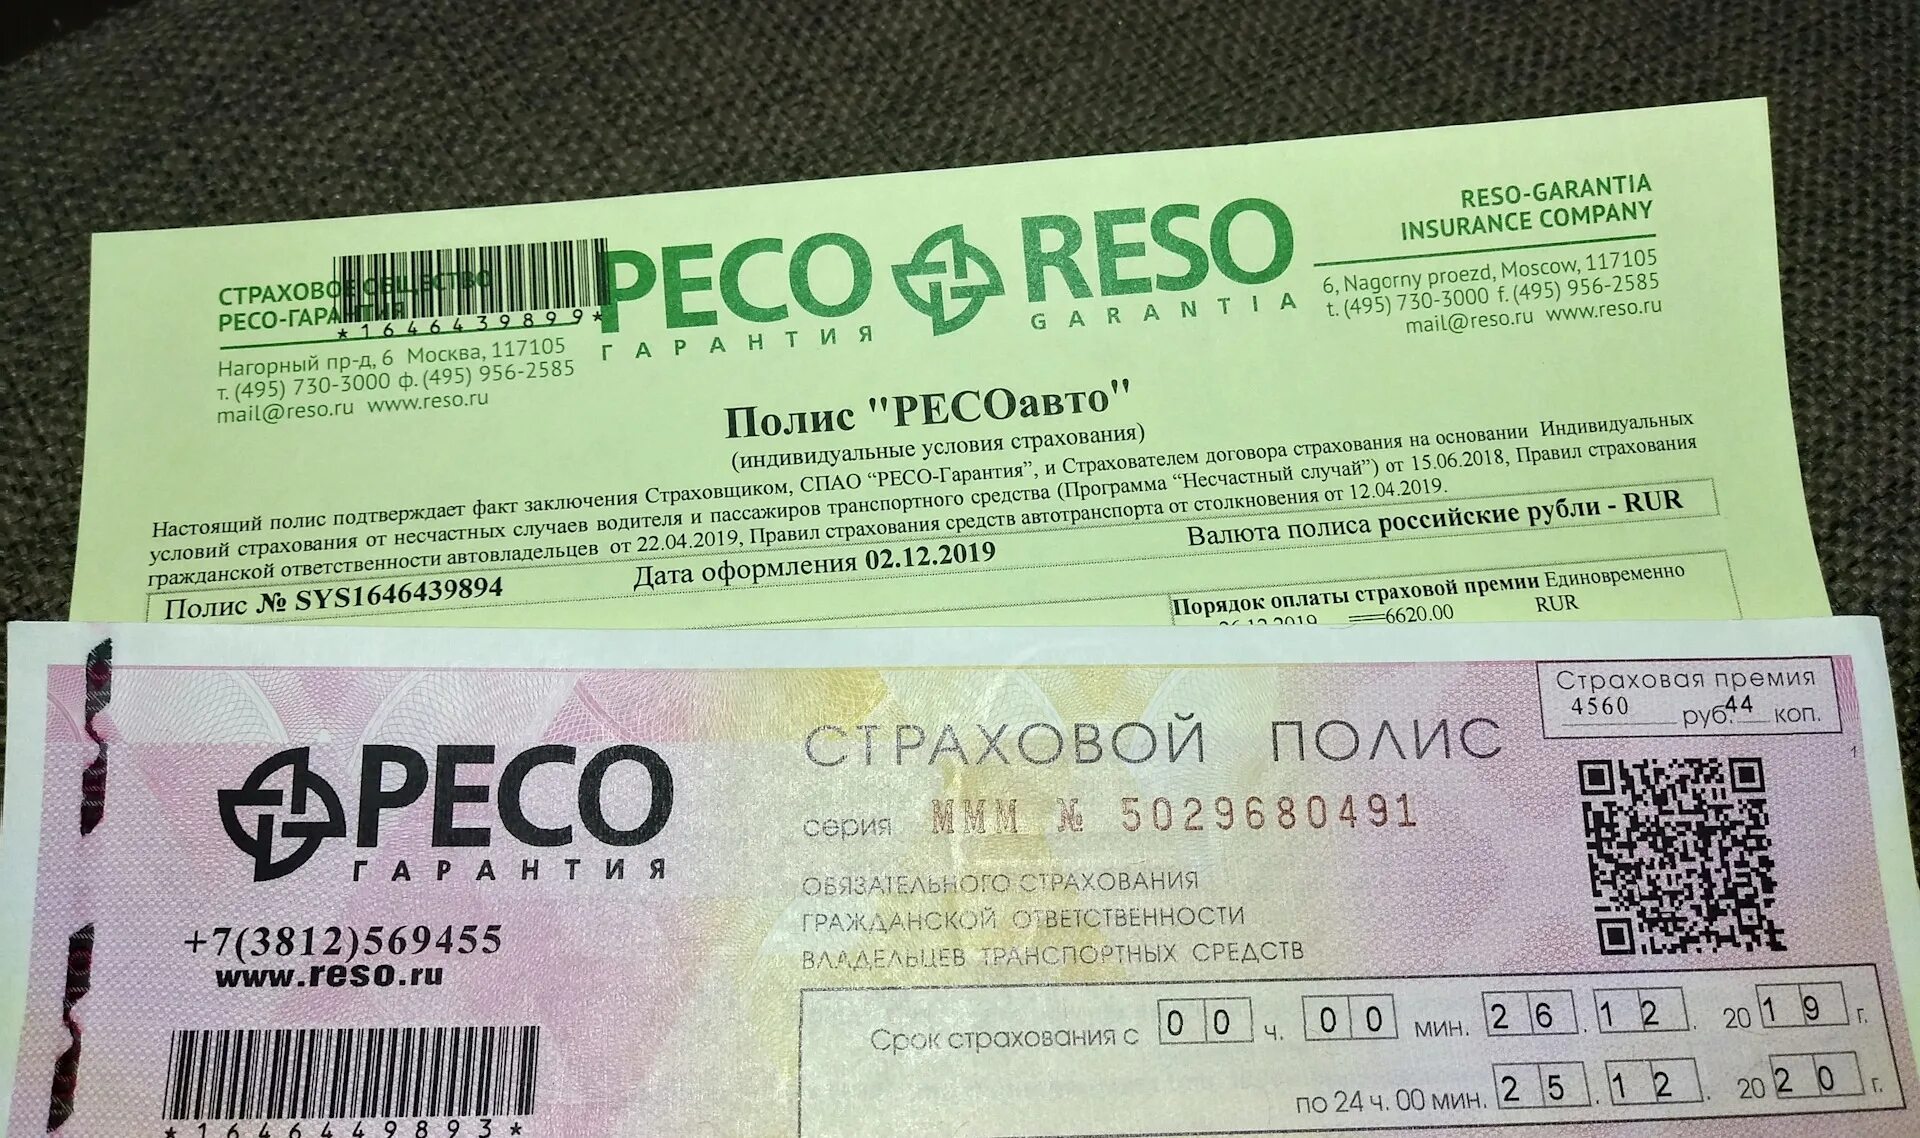 СТРАХОВОЕ ОБЩЕСТВО
РЕСО-ГАРАНТИЯ
*1646439899*
Нагорный пр-д, 6 Москва, 117105
т. (495) 730-3000 ф. (495) 956-2585
mail@reso.ru www.reso.ru
РЕСО RESO
ГАРАНТИЯ GARANTIA
RESO-GARANTIA
INSURANCE COMPANY
6, Nagorny proezd, Moscow, 117105
t. (495) 730-3000 f. (495) 956-2585
mail@reso.ru www.reso.ru
Полис "РЕСОавто"
(индивидуальные условия страхования)
Настоящий полис подтверждает факт заключения Страховщиком, СПАО “РЕСО-Гарантия”, и Страхователем договора страхования на основании Индивидуальных
условий страхования от несчастных случаев водителя и пассажиров транспортного средства (Программа “Несчастный случай”) от 15.06.2018, Правил страхования
гражданской ответственности автовладельцев от 22.04.2019, Правил страхования средств автотранспорта от столкновения от 12.04.2019.
Полис № SYS1646439894 Дата оформления 02.12.2019 Валюта полиса российские рубли - RUR
Порядок оплаты страховой премии Единовременно
26.12.2019 ===6620.00 RUR
Страховая премия
4560 руб. 44 коп.
1
РЕСО
ГАРАНТИЯ
+7(3812)569455
www.reso.ru
*1646449893*
СТРАХОВОЙ ПОЛИС
серия МММ № 5029680491
ОБЯЗАТЕЛЬНОГО СТРАХОВАНИЯ
ГРАЖДАНСКОЙ ОТВЕТСТВЕННОСТИ
ВЛАДЕЛЬЦЕВ ТРАНСПОРТНЫХ СРЕДСТВ
Срок страхования с 00 ч. 00 мин. 26.12.2019 г.
по 24 ч. 00 мин. 25.12.2020 г.